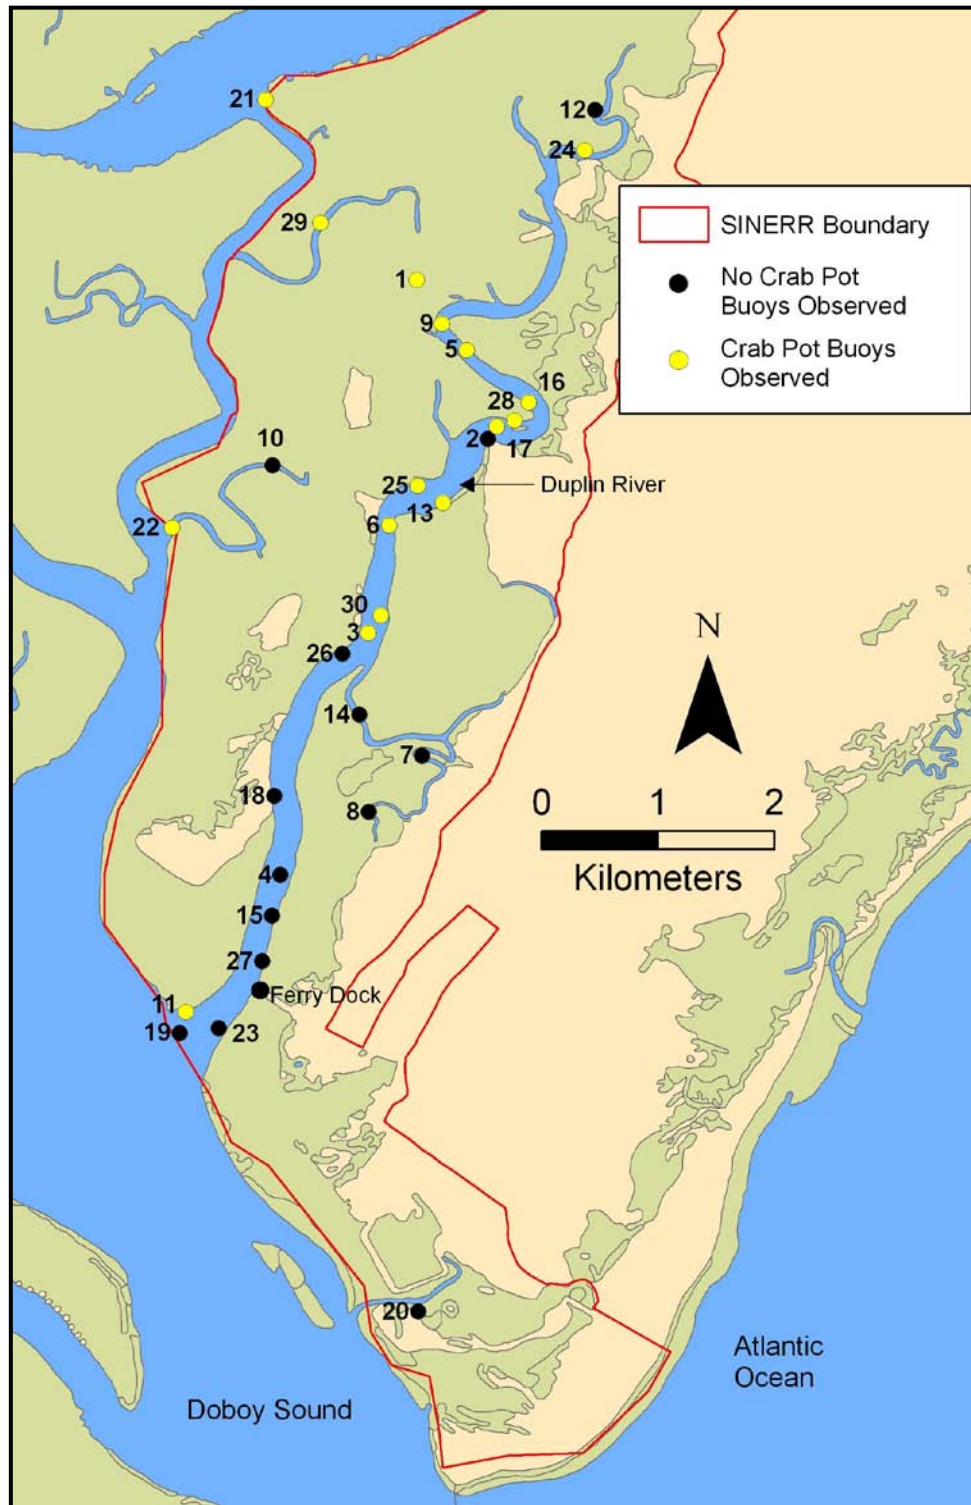 21
12
24
29
SINERR Boundary
No Crab Pot
Buoys Observed
Crab Pot Buoys
Observed
1
9
5
16
28
2
17
10
25
Duplin River
13
22
6
30
3
26
N
14
7
18
8
0 1 2
Kilometers
4
15
27
Ferry Dock
11
19
23
20
Atlantic
Ocean
Doboy Sound